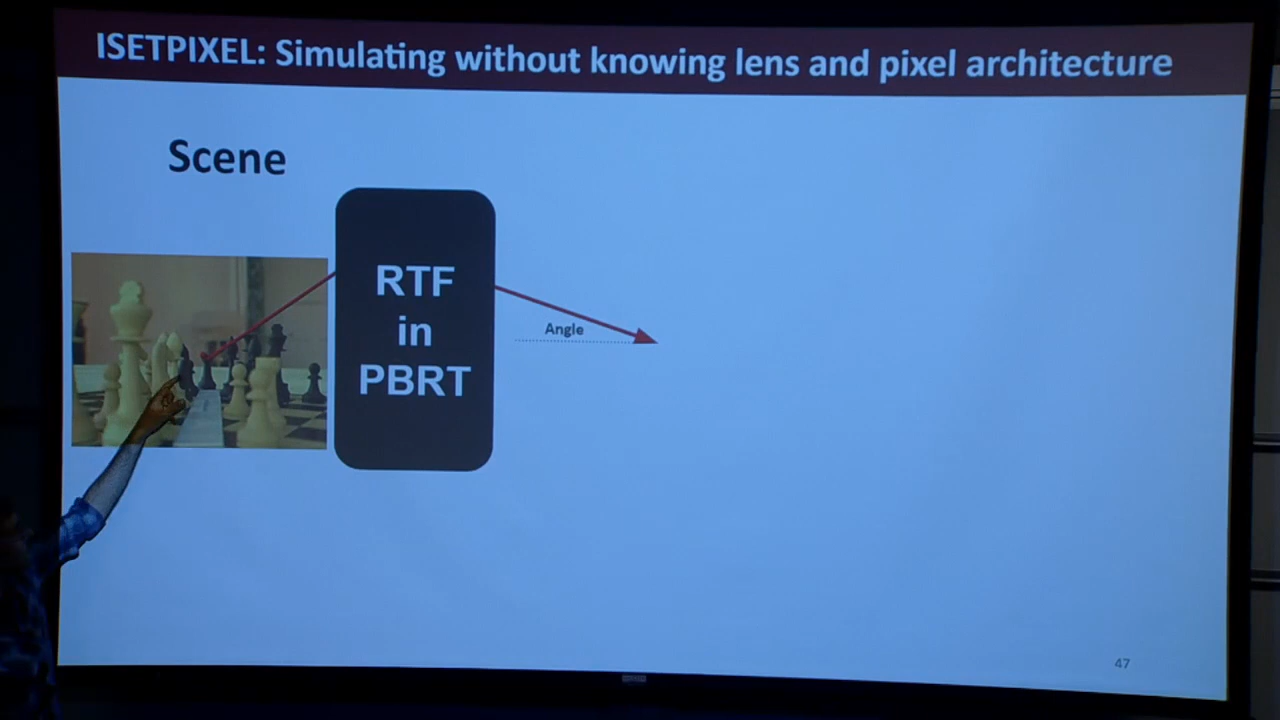 ISETPIXEL: Simulating without knowing lens and pixel architecture
Scene
RTF
in
PBRT
Angle
47